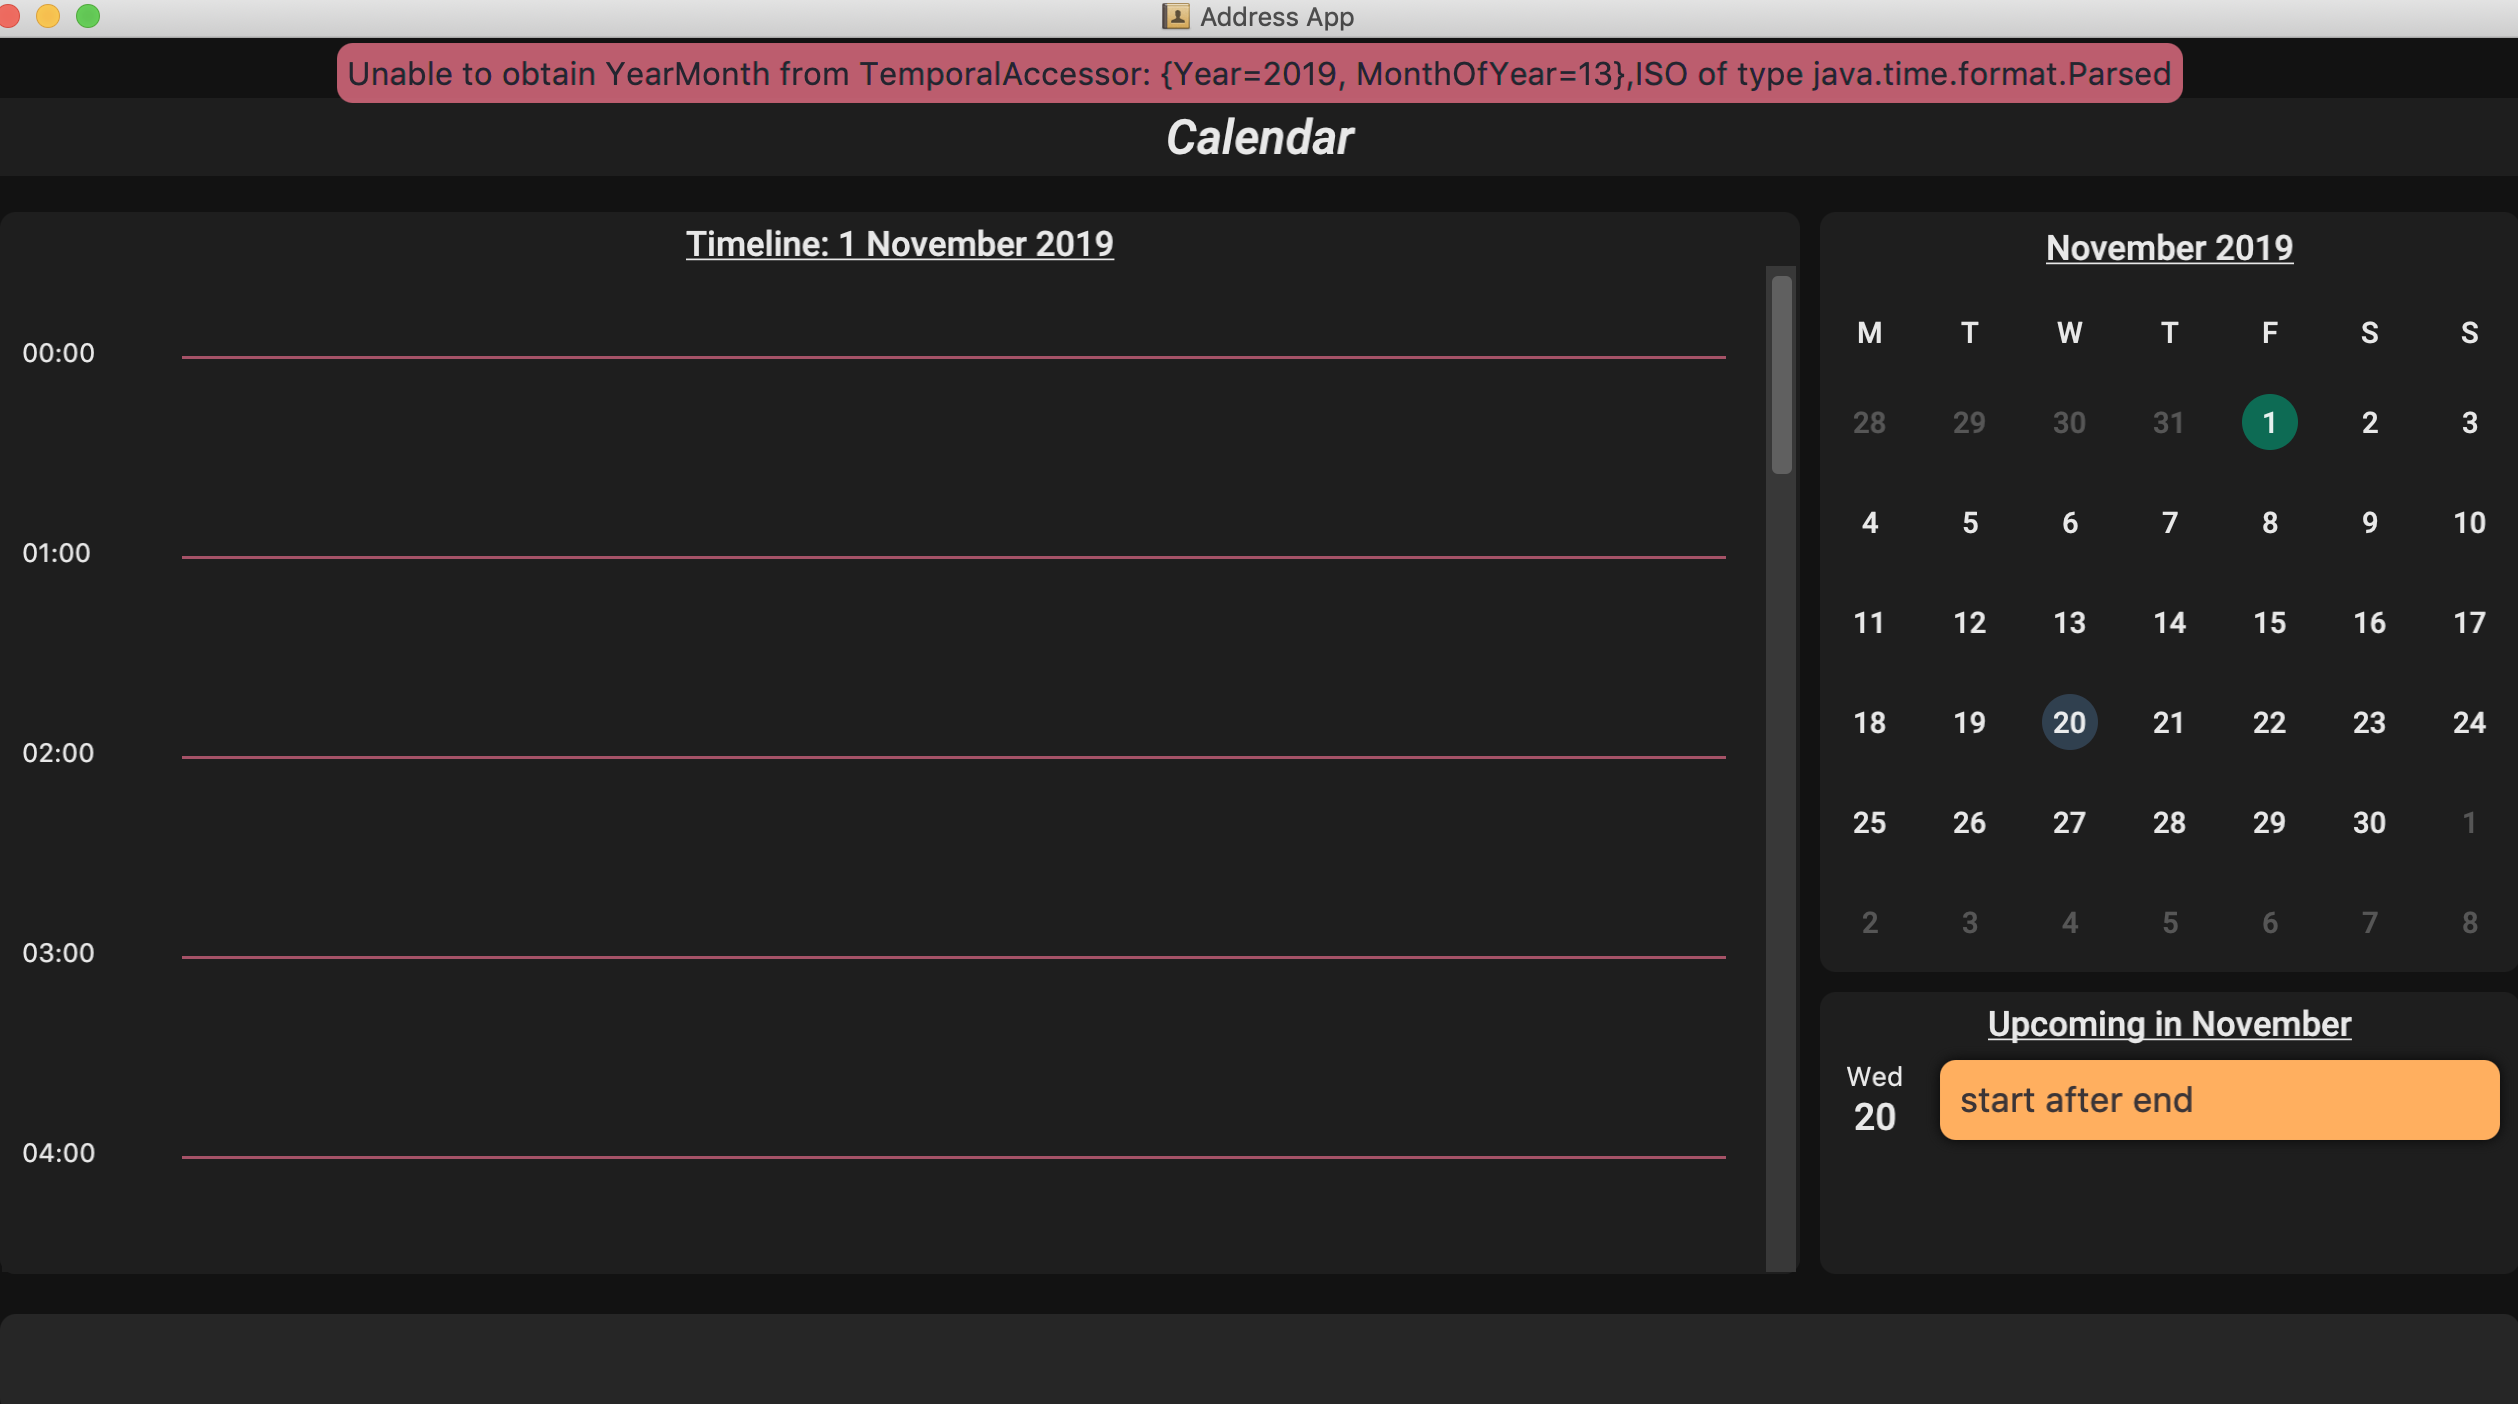 Address App
Unable to obtain YearMonth from TemporalAccessor: {Year=2019, MonthOfYear=13},ISO of type java.time.format.Parsed
Calendar
Timeline: 1 November 2019
00:00
01:00
02:00
03:00
04:00
November 2019
M T W T F S S
28 29 30 31 1 2 3
4 5 6 7 8 9 10
11 12 13 14 15 16 17
18 19 20 21 22 23 24
25 26 27 28 29 30 1
2 3 4 5 6 7 8
Upcoming in November
Wed
20
start after end